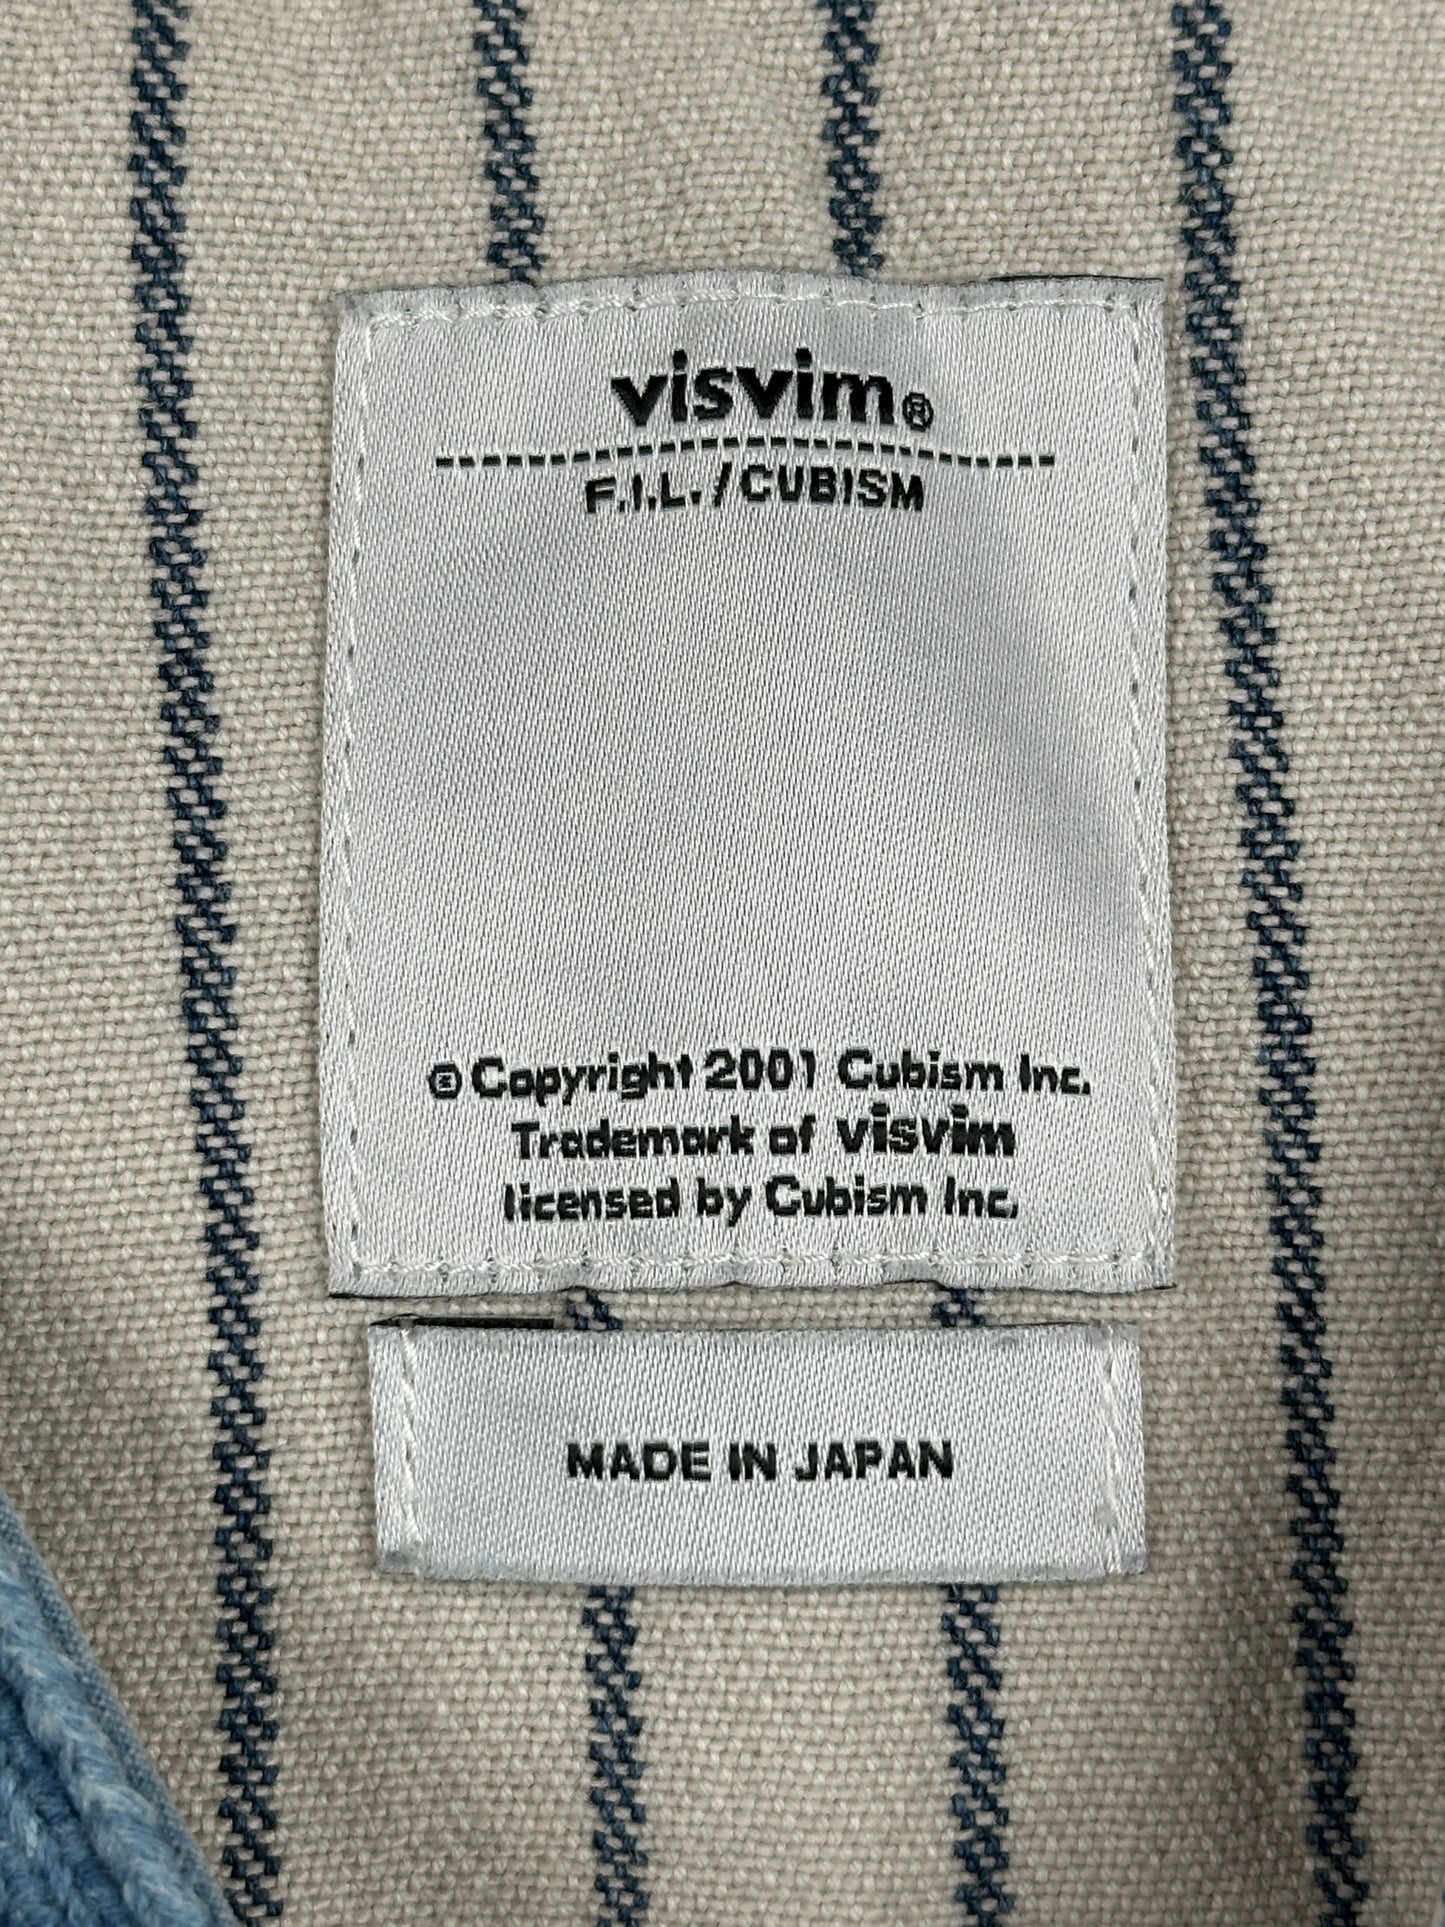 visvim®
F.I.L./CUBISM
© Copyright 2001 Cubism Inc.
Trademark of visvim
licensed by Cubism Inc.
MADE IN JAPAN